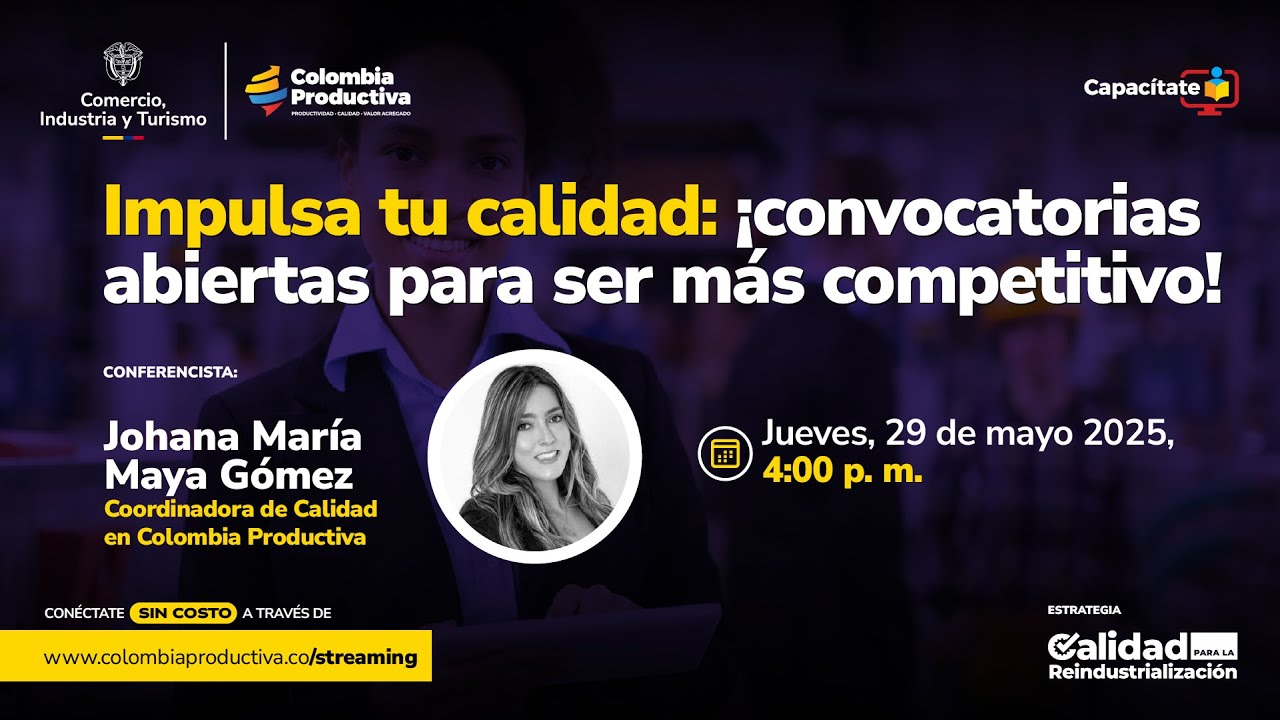 Comercio,
Industria y Turismo
Colombia
Productiva
PRODUCTIVIDAD • CALIDAD • VALOR AGREGADO
Capacítate
Impulsa tu calidad: ¡convocatorias
abiertas para ser más competitivo!
CONFERENCISTA:
Johana María
Maya Gómez
Coordinadora de Calidad
en Colombia Productiva
Jueves, 29 de mayo 2025,
4:00 p. m.
CONÉCTATE SIN COSTO A TRAVÉS DE
www.colombiaproductiva.co/streaming
ESTRATEGIA
Calidad PARA LA
Reindustrialización